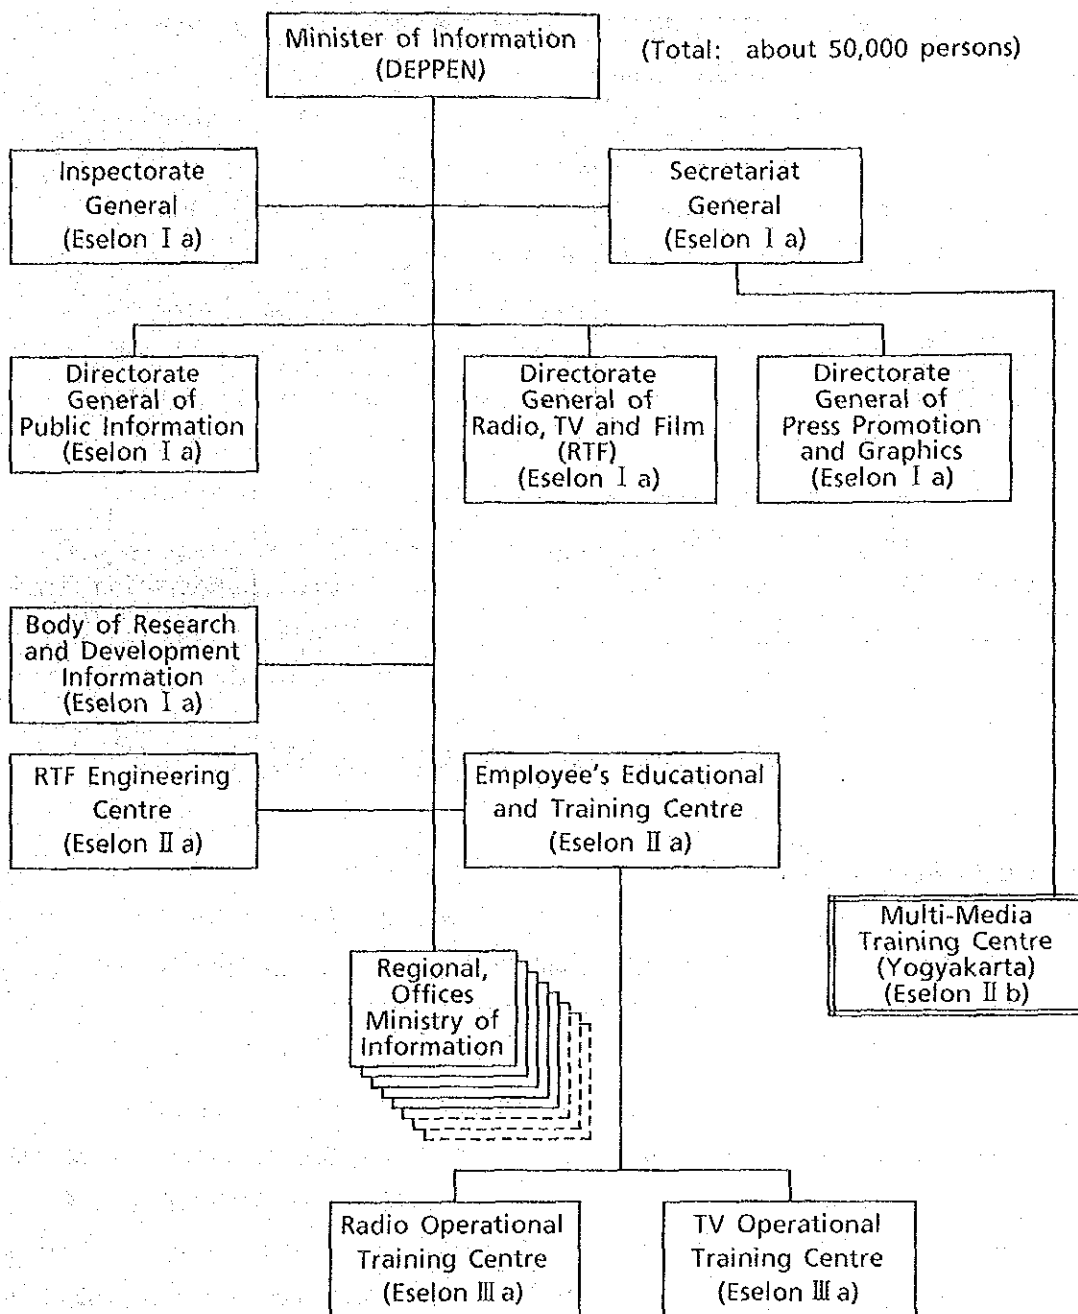 Minister of Information
(DEPPEN)
(Total: about 50,000 persons)
Inspectorate
General
(Eselon I a)
Secretariat
General
(Eselon I a)
Directorate
General of
Public Information
(Eselon I a)
Directorate
General of
Radio, TV and Film
(RTF)
(Eselon I a)
Directorate
General of
Press Promotion
and Graphics
(Eselon I a)
Body of Research
and Development
Information
(Eselon I a)
RTF Engineering
Centre
(Eselon II a)
Employee's Educational
and Training Centre
(Eselon II a)
Multi-Media
Training Centre
(Yogyakarta)
(Eselon II b)
Regional,
Offices
Ministry of
Information
Radio Operational
Training Centre
(Eselon III a)
TV Operational
Training Centre
(Eselon III a)